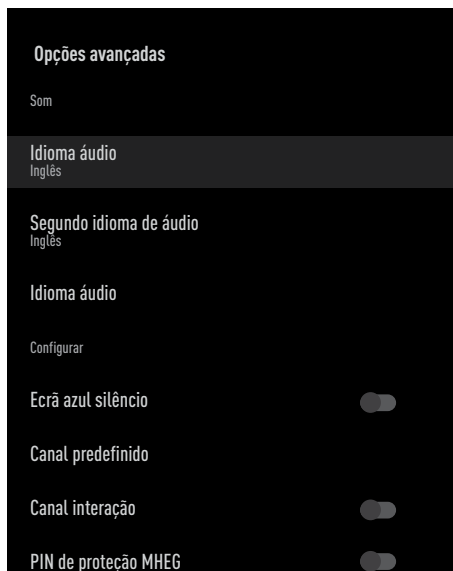 Opções avançadas
Som
Idioma áudio
Inglês
Segundo idioma de áudio
Inglês
Idioma áudio
Configurar
Ecrã azul silêncio
Canal predefinido
Canal interação
PIN de proteção MHEG